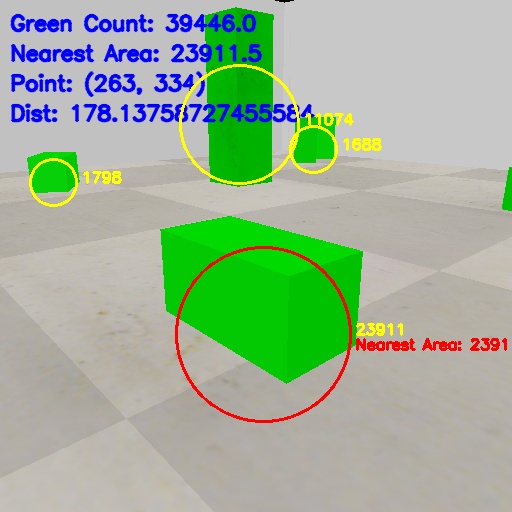 Green Count: 39446.0
Nearest Area: 23911.5
Point: (263, 334)
Dist: 178.13758727455584
11074
1688
1798
23911
Nearest Area: 2391